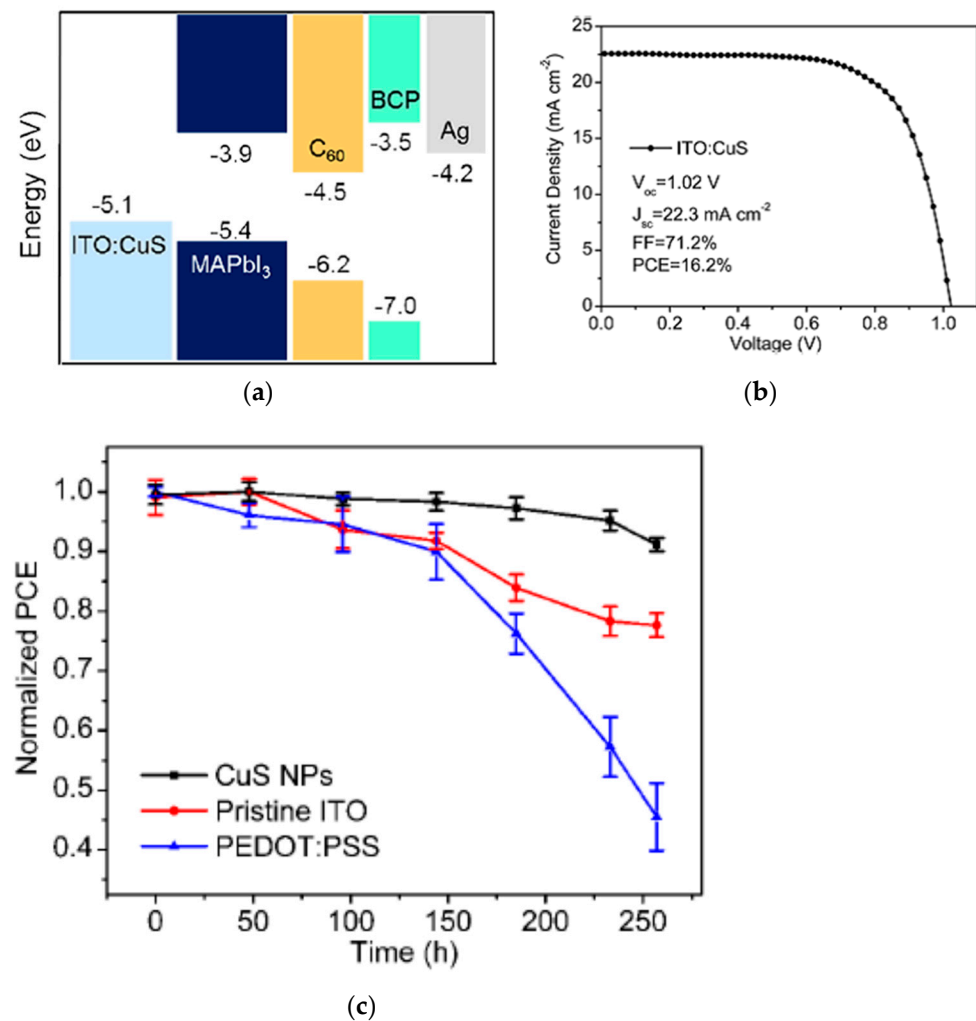 Energy (eV)
-5.1
ITO:CuS
-3.9
-5.4
MAPbI₃
C₆₀
-4.5
-6.2
BCP
-3.5
-7.0
Ag
-4.2
(a)
Current Density (mA cm⁻²)
25
20
15
10
5
0
ITO:CuS
Voc=1.02 V
Jsc=22.3 mA cm⁻²
FF=71.2%
PCE=16.2%
0.0 0.2 0.4 0.6 0.8 1.0
Voltage (V)
(b)
Normalized PCE
1.0
0.9
0.8
0.7
0.6
0.5
0.4
CuS NPs
Pristine ITO
PEDOT:PSS
0 50 100 150 200 250
Time (h)
(c)